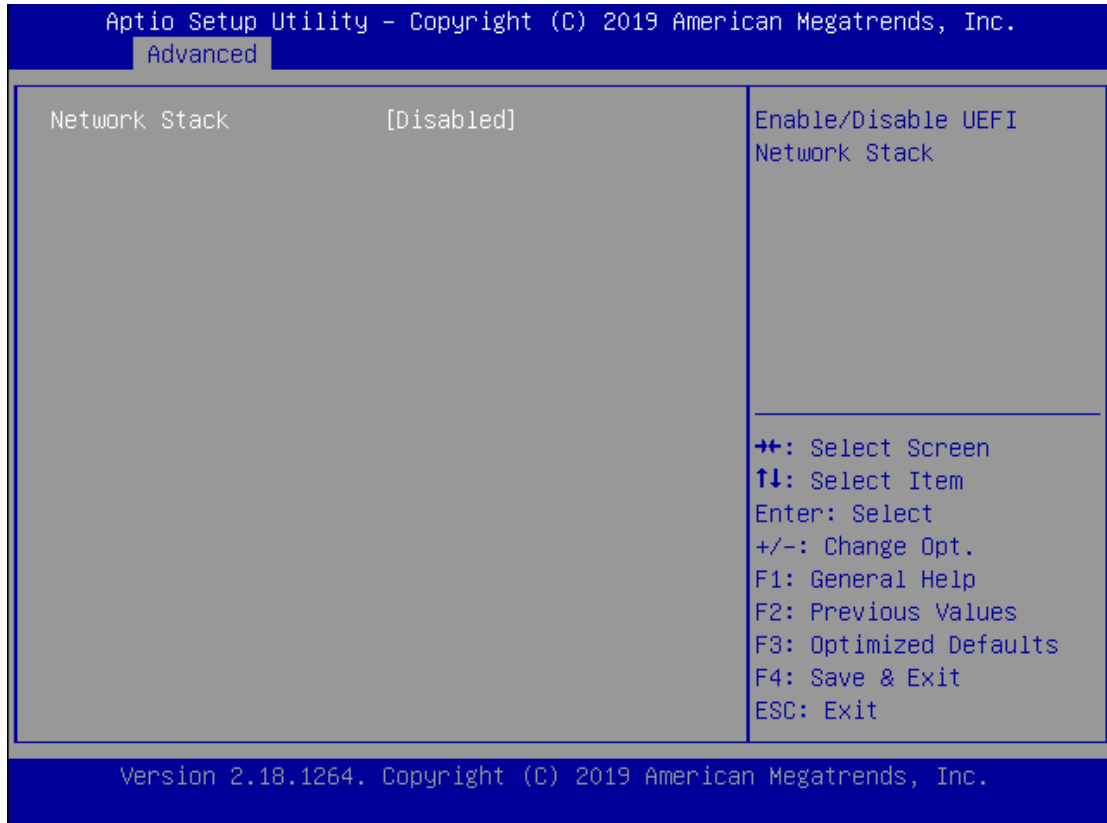 Aptio Setup Utility – Copyright (C) 2019 American Megatrends, Inc.
Advanced
Network Stack [Disabled]
Enable/Disable UEFI
Network Stack
→←: Select Screen
↑↓: Select Item
Enter: Select
+/-: Change Opt.
F1: General Help
F2: Previous Values
F3: Optimized Defaults
F4: Save & Exit
ESC: Exit
Version 2.18.1264. Copyright (C) 2019 American Megatrends, Inc.